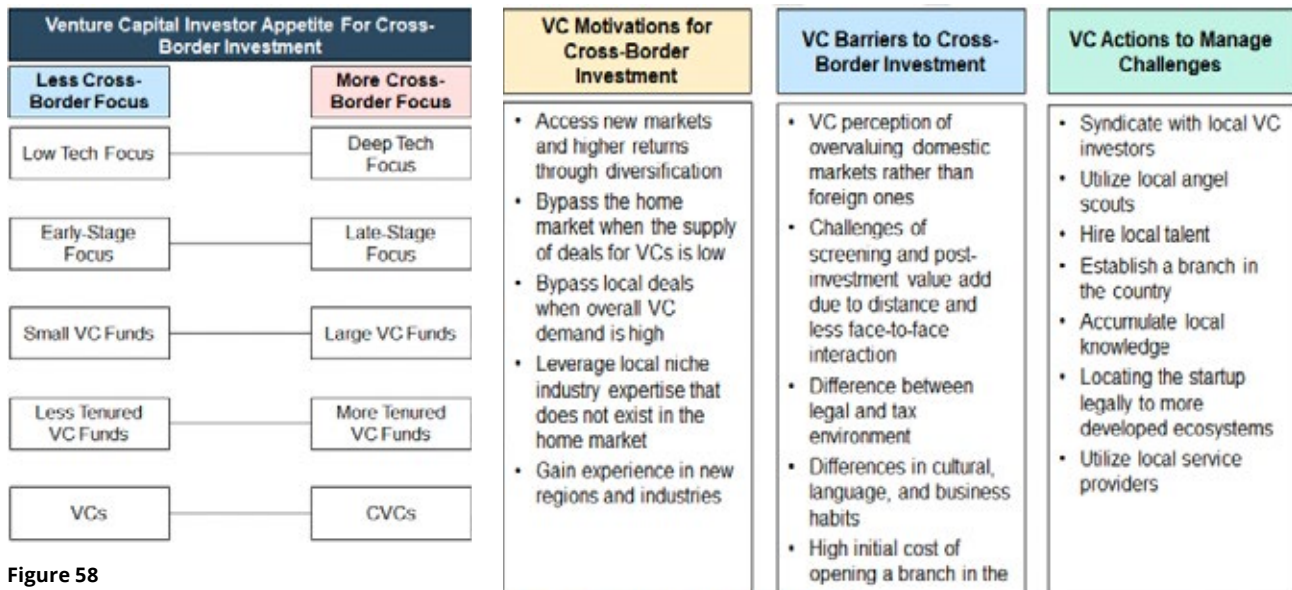 Venture Capital Investor Appetite For Cross-
Border Investment
Less Cross-
Border Focus
More Cross-
Border Focus
Low Tech Focus
Deep Tech
Focus
Early-Stage
Focus
Late-Stage
Focus
Small VC Funds
Large VC Funds
Less Tenured
VC Funds
More Tenured
VC Funds
VCs
CVCs
Figure 58
VC Motivations for
Cross-Border
Investment
• Access new markets
and higher returns
through diversification
• Bypass the home
market when the supply
of deals for VCs is low
• Bypass local deals
when overall VC
demand is high
• Leverage local niche
industry expertise that
does not exist in the
home market
• Gain experience in new
regions and industries
VC Barriers to Cross-
Border Investment
• VC perception of
overvaluing domestic
markets rather than
foreign ones
• Challenges of
screening and post-
investment value add
due to distance and
less face-to-face
interaction
• Difference between
legal and tax
environment
• Differences in cultural,
language, and business
habits
• High initial cost of
opening a branch in the
VC Actions to Manage
Challenges
• Syndicate with local VC
investors
• Utilize local angel
scouts
• Hire local talent
• Establish a branch in
the country
• Accumulate local
knowledge
• Locating the startup
legally to more
developed ecosystems
• Utilize local service
providers